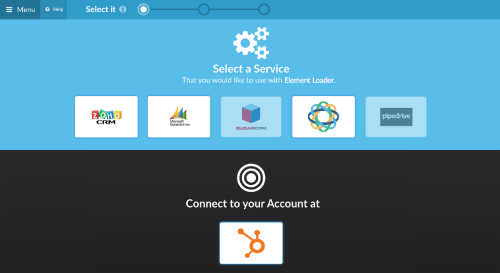 Menu
Help
Select it
Select a Service
That you would like to use with Element Loader.
ZOHO
CRM
Microsoft
Dynamics CRM
SUGARCRM
pipedrive
Connect to your Account at